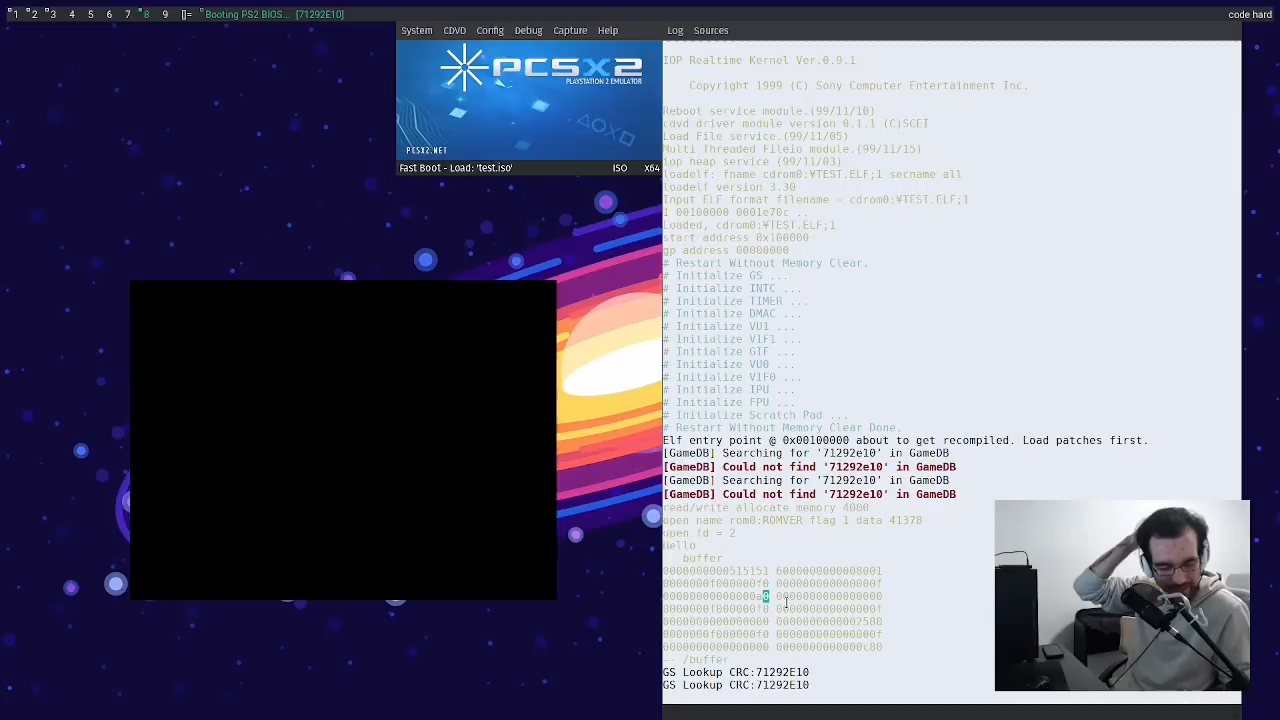 1 2 3 4 5 6 7 8 9 []= Booting PS2 BIOS... [71292E10] code hard
System CDVD Config Debug Capture Help
PCSX2
PLAYSTATION 2 EMULATOR
PCSX2.NET
Fast Boot - Load: 'test.iso' ISO X64
Log Sources
IOP Realtime Kernel Ver.0.9.1
Copyright 1999 (C) Sony Computer Entertainment Inc.
Reboot service module.(99/11/10)
cdvd driver module version 0.1.1 (C)SCEI
Load File service.(99/11/05)
Multi Threaded Fileio module.(99/11/15)
iop heap service (99/11/03)
loadelf: fname cdrom0:¥TEST.ELF;1 secname all
loadelf version 3.30
Input ELF format filename = cdrom0:¥TEST.ELF;1
1 00100000 0001e70c ..
Loaded, cdrom0:¥TEST.ELF;1
start address 0x100000
gp address 00000000
# Restart Without Memory Clear.
# Initialize GS ...
# Initialize INTC ...
# Initialize TIMER ...
# Initialize DMAC ...
# Initialize VU1 ...
# Initialize VIF1 ...
# Initialize GIF ...
# Initialize VU0 ...
# Initialize VIF0 ...
# Initialize IPU ...
# Initialize FPU ...
# Initialize Scratch Pad ...
# Restart Without Memory Clear Done.
Elf entry point @ 0x00100000 about to get recompiled. Load patches first.
[GameDB] Searching for '71292e10' in GameDB
[GameDB] Could not find '71292e10' in GameDB
[GameDB] Searching for '71292e10' in GameDB
[GameDB] Could not find '71292e10' in GameDB
read/write allocate memory 4000
open name rom0:ROMVER flag 1 data 41378
open fd = 2
Hello
buffer
0000000000515151 6000000000008001
0000000f000000f0 000000000000000f
00000000000000a0 0000000000000000
0000000f000000f0 000000000000000f
0000000000000000 0000000000002580
0000000f000000f0 000000000000000f
0000000000000000 0000000000000c80
-- /buffer
GS Lookup CRC:71292E10
GS Lookup CRC:71292E10